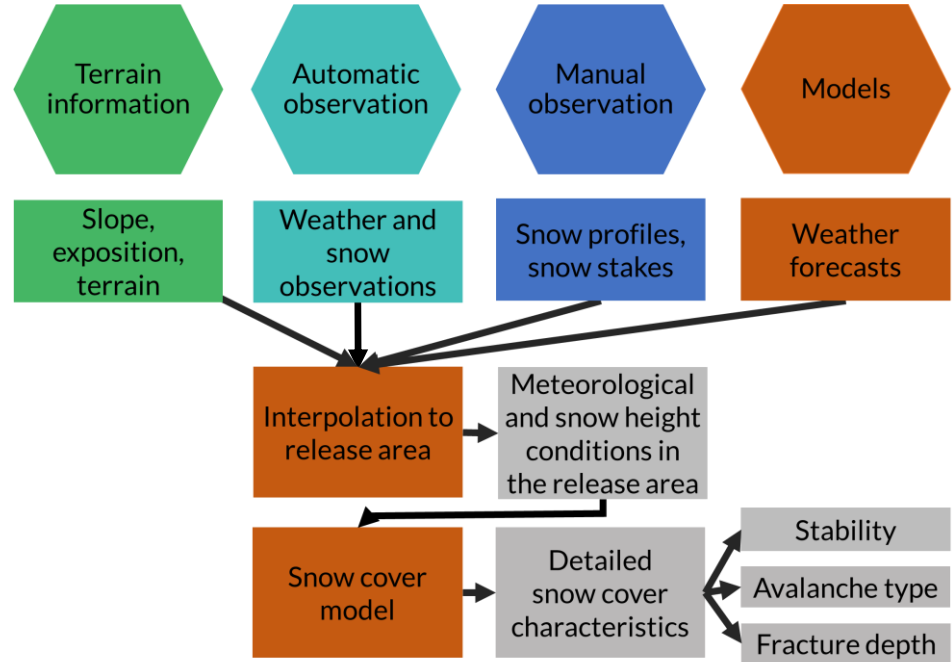 Terrain
information
Automatic
observation
Manual
observation
Models
Slope,
exposition,
terrain
Weather and
snow
observations
Snow profiles,
snow stakes
Weather
forecasts
Interpolation to
release area
Meteorological
and snow height
conditions in
the release area
Snow cover
model
Detailed
snow cover
characteristics
Stability
Avalanche type
Fracture depth